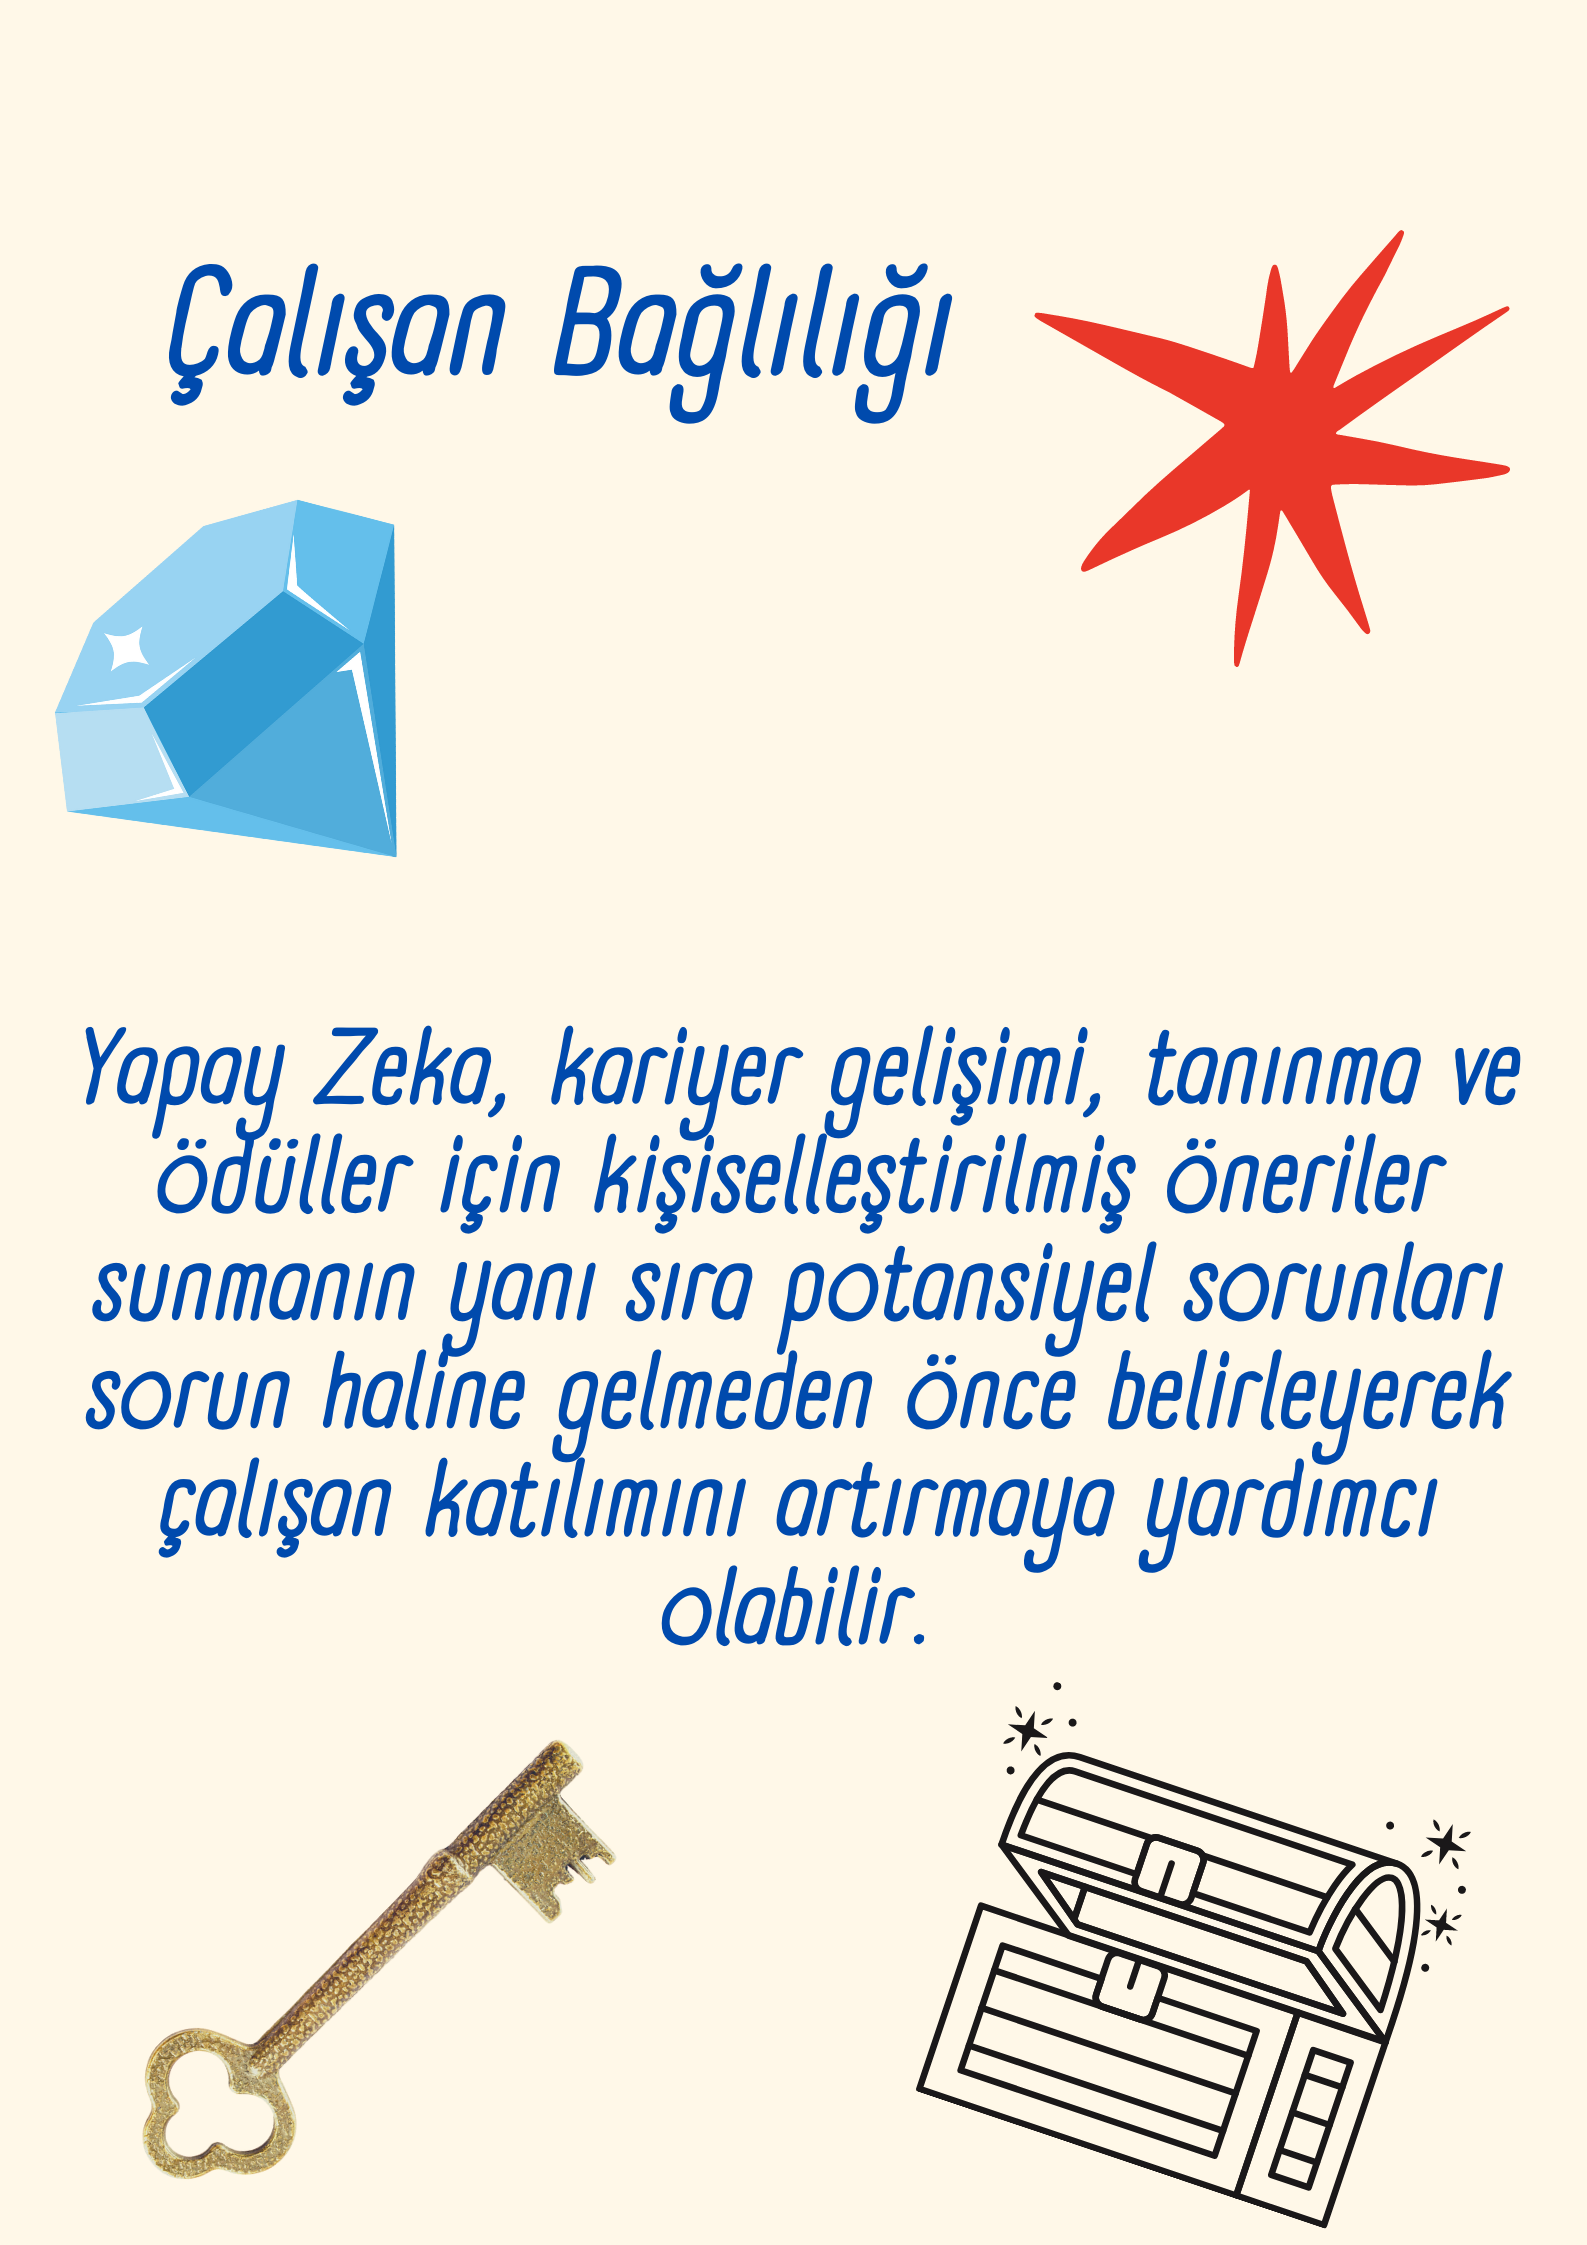 Çalışan Bağlılığı
Yapay Zeka, kariyer gelişimi, tanınma ve
ödüller için kişiselleştirilmiş öneriler
sunmanın yanı sıra potansiyel sorunları
sorun haline gelmeden önce belirleyerek
çalışan katılımını artırmaya yardımcı
olabilir.